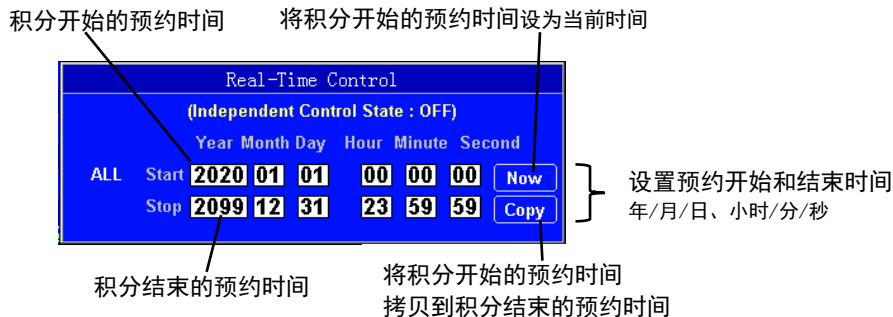 积分开始的预约时间
将积分开始的预约时间设为当前时间
Real-Time Control
(Independent Control State : OFF)
Year Month Day Hour Minute Second
ALL Start 2020 01 01 00 00 00 Now
Stop 2099 12 31 23 59 59 Copy
设置预约开始和结束时间
年/月/日、小时/分/秒
积分结束的预约时间
将积分开始的预约时间
拷贝到积分结束的预约时间